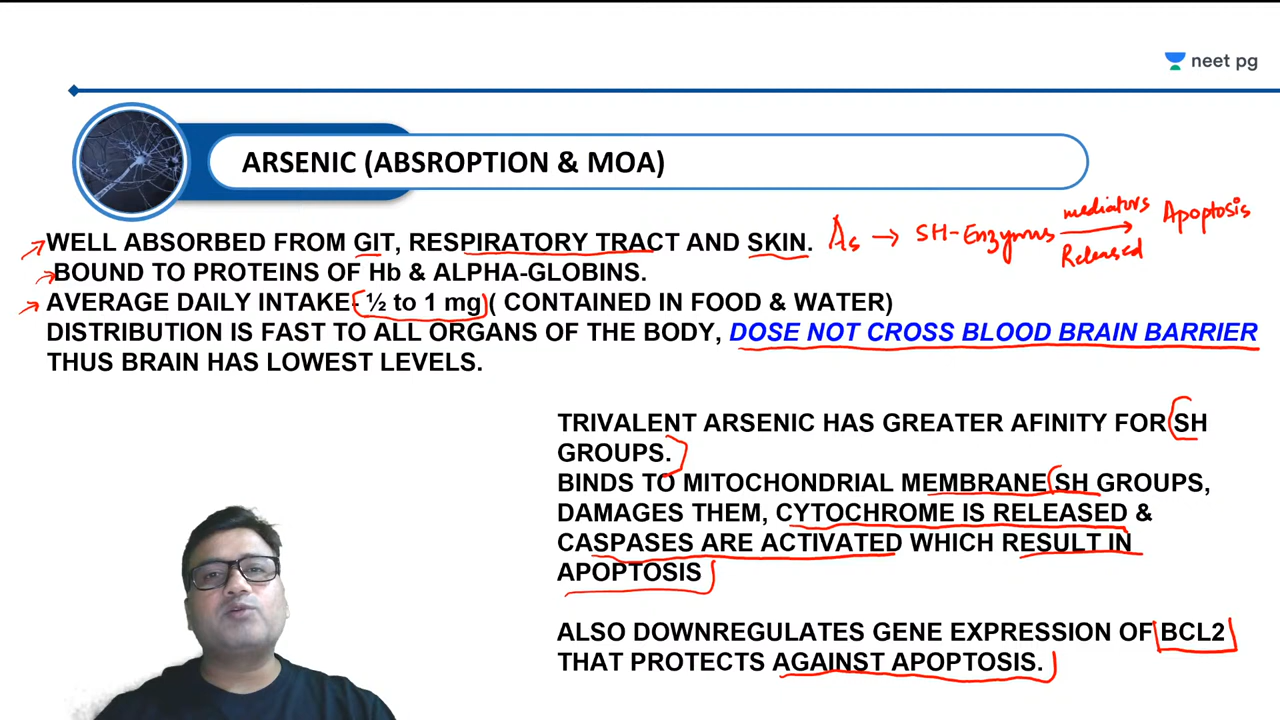 neet pg
ARSENIC (ABSROPTION & MOA)
WELL ABSORBED FROM GIT, RESPIRATORY TRACT AND SKIN.
As → SH-Enzymes mediators Released → Apoptosis
BOUND TO PROTEINS OF Hb & ALPHA-GLOBINS.
AVERAGE DAILY INTAKE- ½ to 1 mg ( CONTAINED IN FOOD & WATER)
DISTRIBUTION IS FAST TO ALL ORGANS OF THE BODY, DOSE NOT CROSS BLOOD BRAIN BARRIER
THUS BRAIN HAS LOWEST LEVELS.
TRIVALENT ARSENIC HAS GREATER AFINITY FOR SH
GROUPS.
BINDS TO MITOCHONDRIAL MEMBRANE SH GROUPS,
DAMAGES THEM, CYTOCHROME IS RELEASED &
CASPASES ARE ACTIVATED WHICH RESULT IN
APOPTOSIS
ALSO DOWNREGULATES GENE EXPRESSION OF BCL2
THAT PROTECTS AGAINST APOPTOSIS.